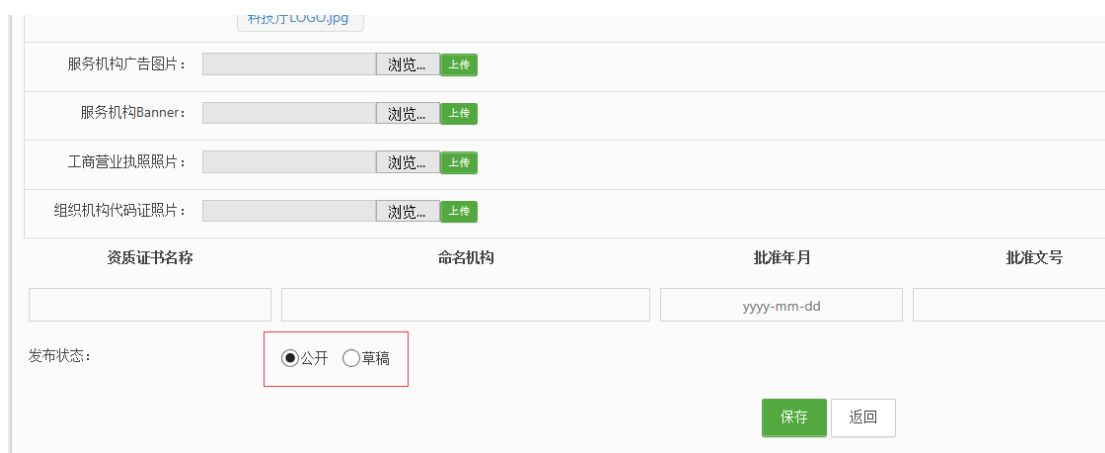 科技厅LOGO.jpg
服务机构广告图片： 浏览... 上传
服务机构Banner： 浏览... 上传
工商营业执照照片： 浏览... 上传
组织机构代码证照片： 浏览... 上传
资质证书名称 命名机构 批准年月 批准文号
yyyy-mm-dd
发布状态： 公开 草稿
保存 返回